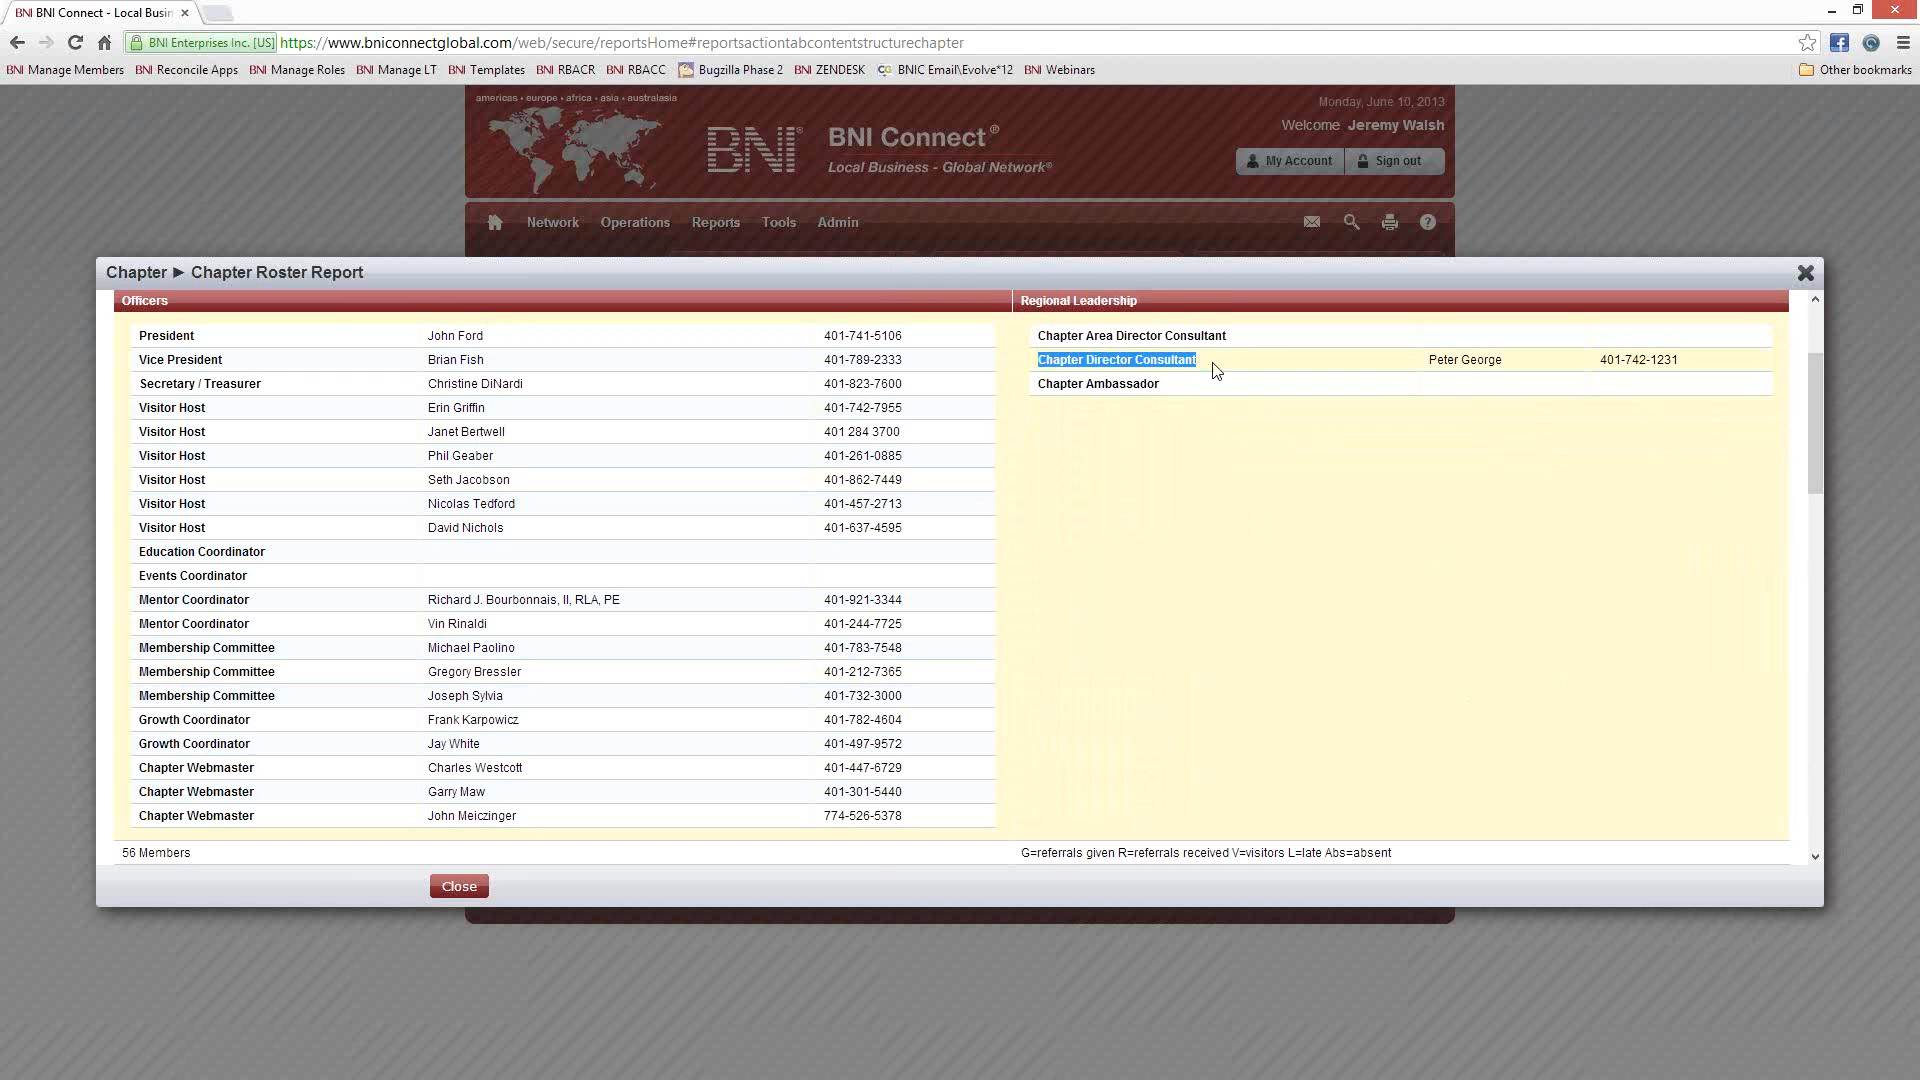 BNI BNI Connect - Local Busin
BNI Enterprises Inc. [US] https://www.bniconnectglobal.com/web/secure/reportsHome#reportsactiontabcontentstructurechapter
BNI Manage Members BNI Reconcile Apps BNI Manage Roles BNI Manage LT BNI Templates BNI RBACR BNI RBACC Bugzilla Phase 2 BNI ZENDESK BNIC Email\Evolve*12 BNI Webinars Other bookmarks
americas • europe • africa • asia • australasia
Monday, June 10, 2013
Welcome Jeremy Walsh
BNI® BNI Connect®
Local Business - Global Network®
My Account Sign out
Network Operations Reports Tools Admin
Chapter ► Chapter Roster Report
Officers Regional Leadership
President John Ford 401-741-5106 Chapter Area Director Consultant
Vice President Brian Fish 401-789-2333 Chapter Director Consultant Peter George 401-742-1231
Secretary / Treasurer Christine DiNardi 401-823-7600 Chapter Ambassador
Visitor Host Erin Griffin 401-742-7955
Visitor Host Janet Bertwell 401 284 3700
Visitor Host Phil Geaber 401-261-0885
Visitor Host Seth Jacobson 401-862-7449
Visitor Host Nicolas Tedford 401-457-2713
Visitor Host David Nichols 401-637-4595
Education Coordinator
Events Coordinator
Mentor Coordinator Richard J. Bourbonnais, II, RLA, PE 401-921-3344
Mentor Coordinator Vin Rinaldi 401-244-7725
Membership Committee Michael Paolino 401-783-7548
Membership Committee Gregory Bressler 401-212-7365
Membership Committee Joseph Sylvia 401-732-3000
Growth Coordinator Frank Karpowicz 401-782-4604
Growth Coordinator Jay White 401-497-9572
Chapter Webmaster Charles Westcott 401-447-6729
Chapter Webmaster Garry Maw 401-301-5440
Chapter Webmaster John Meiczinger 774-526-5378
56 Members G=referrals given R=referrals received V=visitors L=late Abs=absent
Close